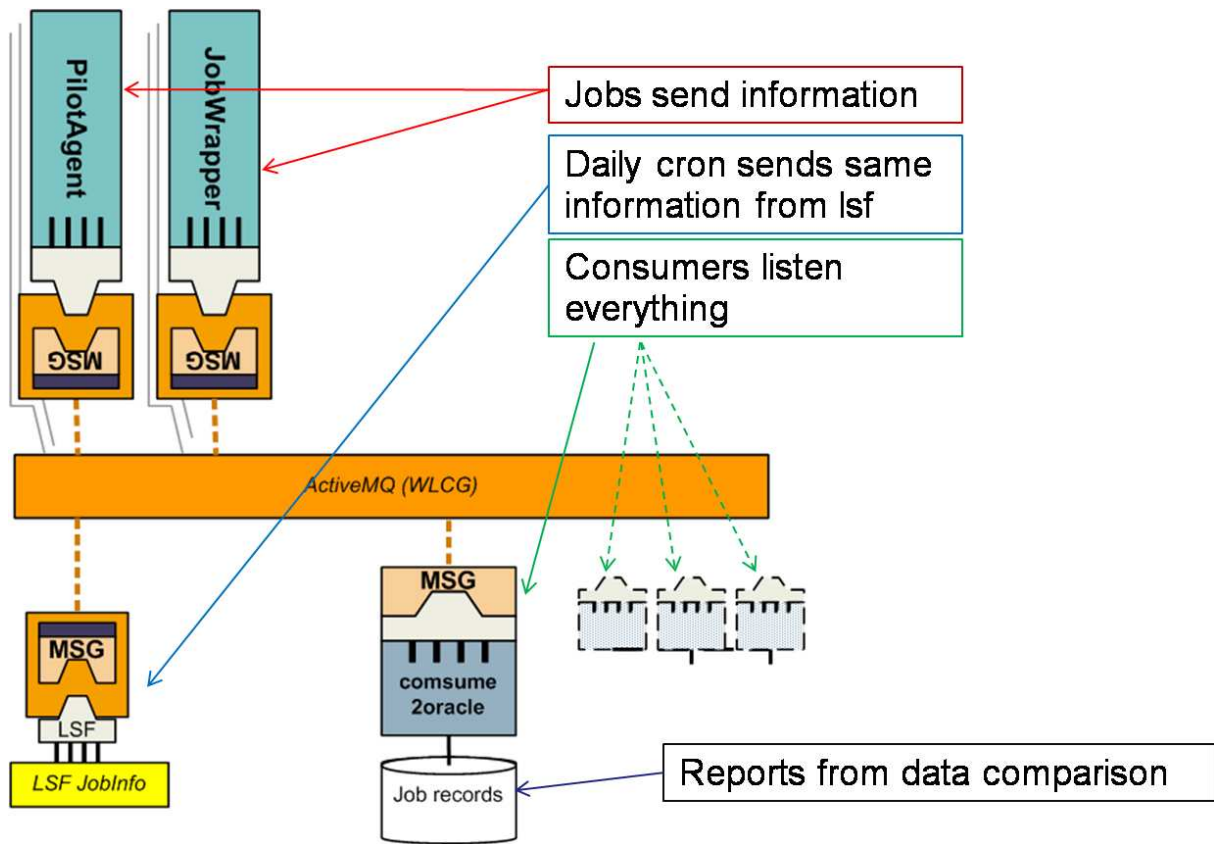 PilotAgent
JobWrapper
Jobs send information
Daily cron sends same
information from lsf
Consumers listen
everything
MSG
MSG
ActiveMQ (WLCG)
MSG
LSF
LSF JobInfo
MSG
comsume
2oracle
Job records
Reports from data comparison